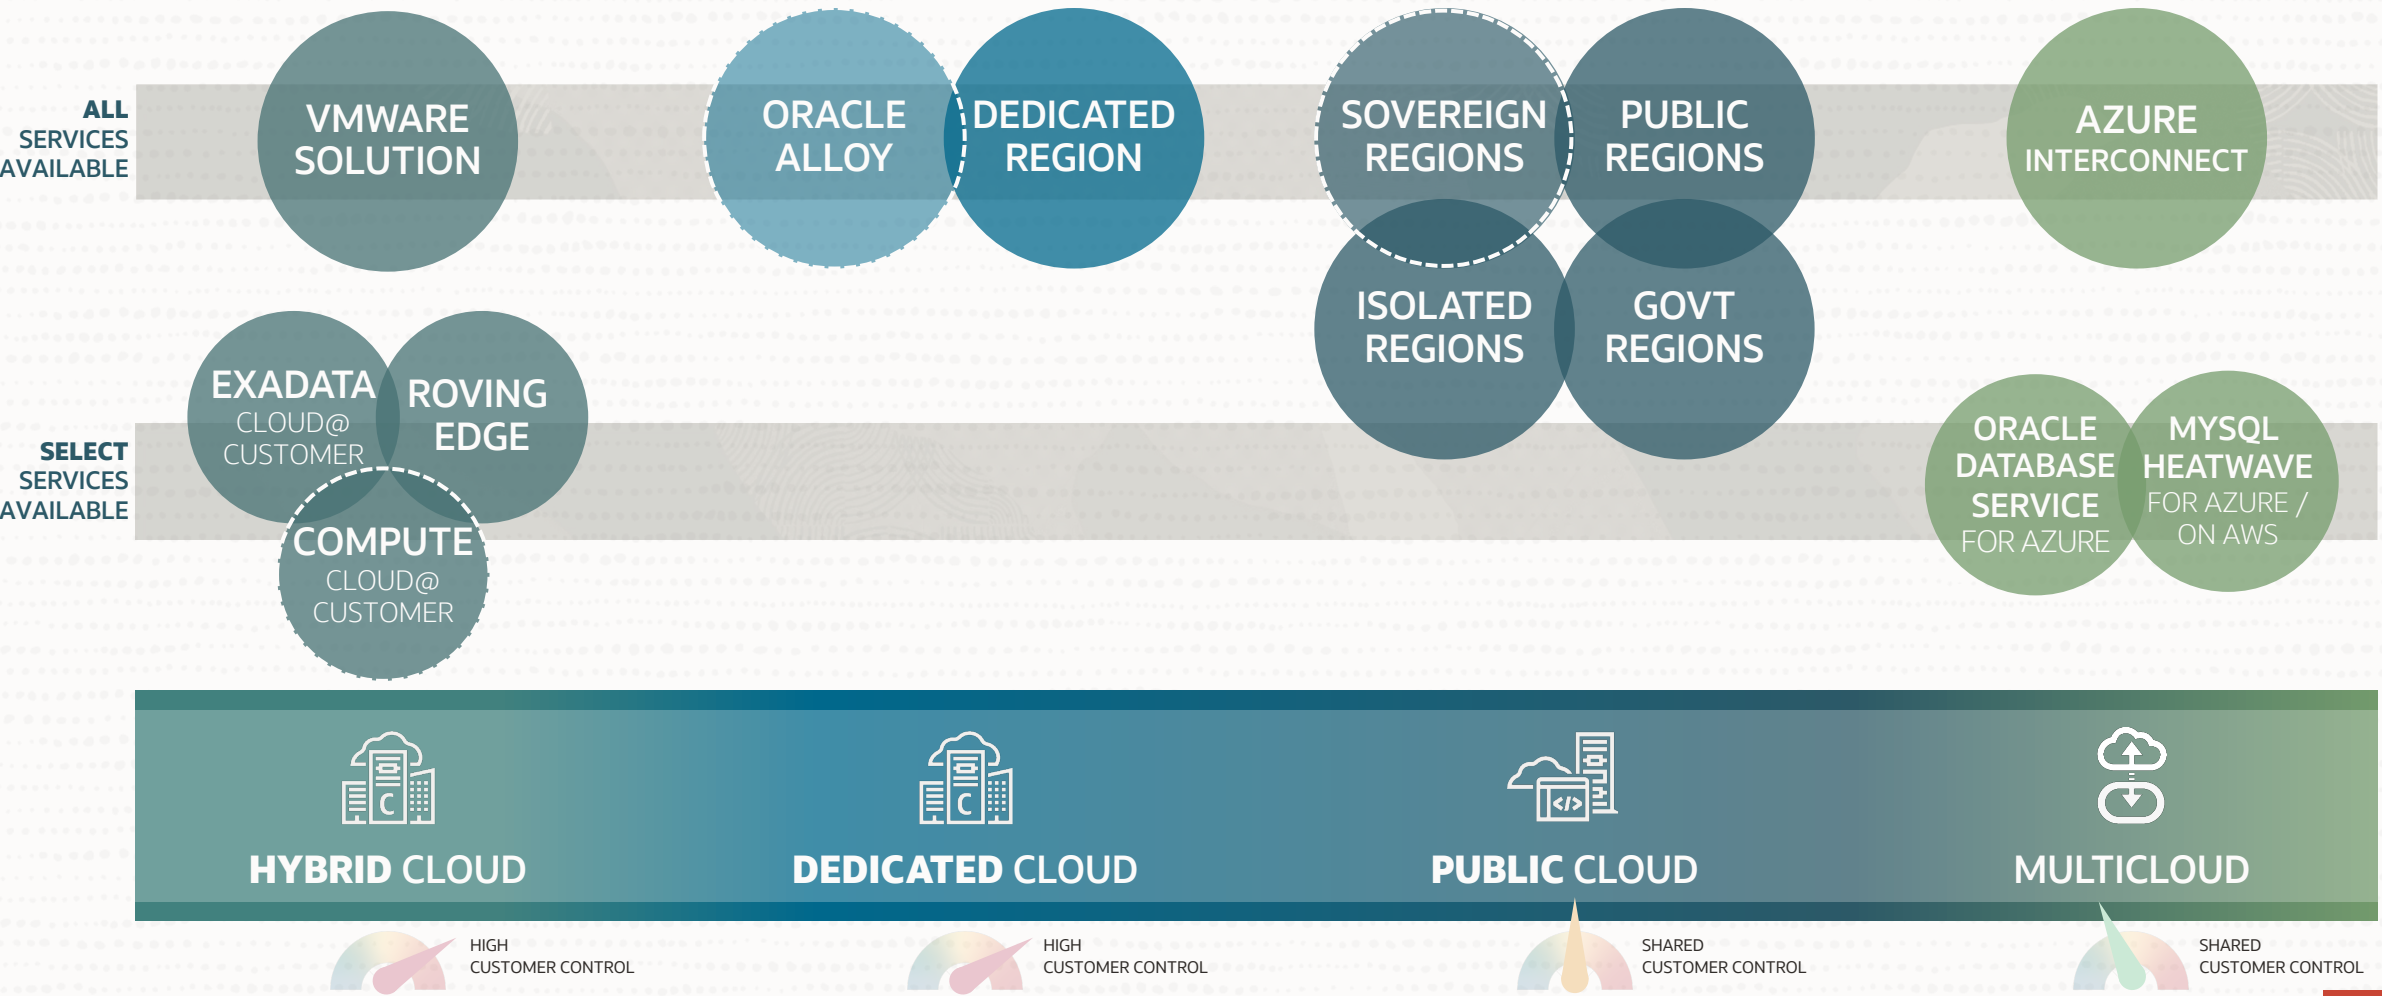 ALL
SERVICES
AVAILABLE
VMWARE
SOLUTION
ORACLE
ALLOY
DEDICATED
REGION
SOVEREIGN
REGIONS
PUBLIC
REGIONS
AZURE
INTERCONNECT
ISOLATED
REGIONS
GOVT
REGIONS
SELECT
SERVICES
AVAILABLE
EXADATA
CLOUD@
CUSTOMER
ROVING
EDGE
COMPUTE
CLOUD@
CUSTOMER
ORACLE
DATABASE
SERVICE
FOR AZURE
MYSQL
HEATWAVE
FOR AZURE /
ON AWS
C
HYBRID CLOUD
C
DEDICATED CLOUD
</>
PUBLIC CLOUD
MULTICLOUD
HIGH
CUSTOMER CONTROL
HIGH
CUSTOMER CONTROL
SHARED
CUSTOMER CONTROL
SHARED
CUSTOMER CONTROL